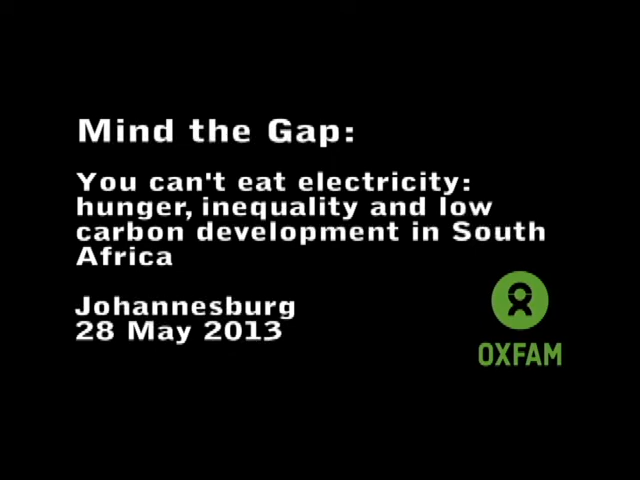 Mind the Gap:
You can't eat electricity:
hunger, inequality and low
carbon development in South
Africa
Johannesburg
28 May 2013
OXFAM